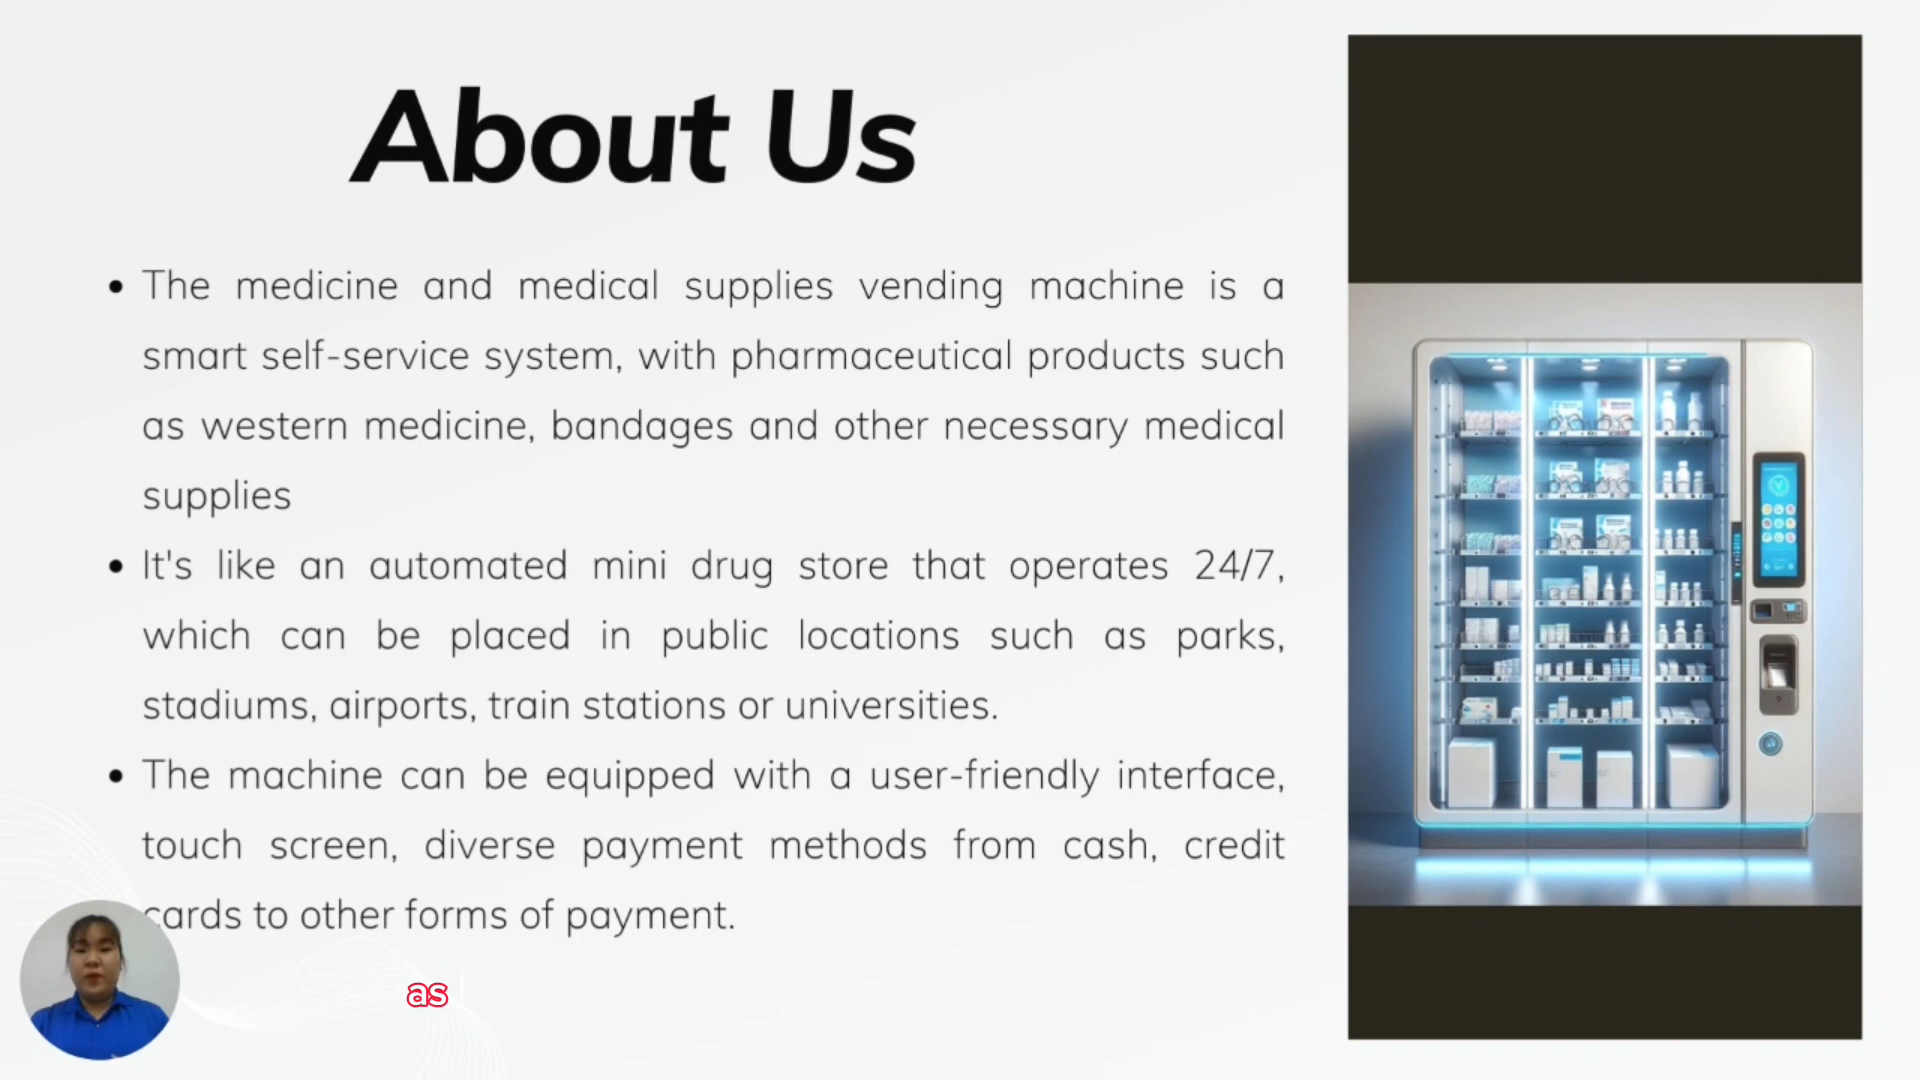 About Us
• The medicine and medical supplies vending machine is a
smart self-service system, with pharmaceutical products such
as western medicine, bandages and other necessary medical
supplies
• It's like an automated mini drug store that operates 24/7,
which can be placed in public locations such as parks,
stadiums, airports, train stations or universities.
• The machine can be equipped with a user-friendly interface,
touch screen, diverse payment methods from cash, credit
cards to other forms of payment.
as